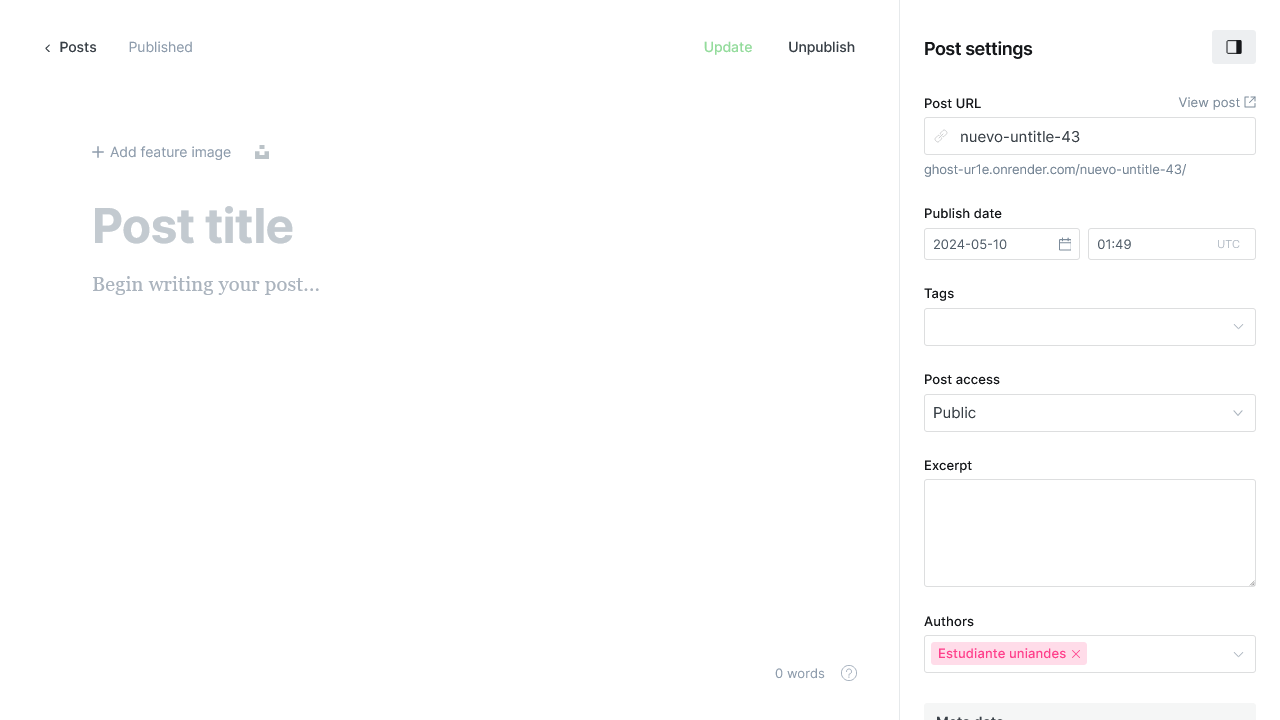 Posts
Published
Update
Unpublish
Add feature image
Post title
Begin writing your post...
0 words
?
Post settings
Post URL
View post
nuevo-untitle-43
ghost-ur1e.onrender.com/nuevo-untitle-43/
Publish date
2024-05-10
01:49
UTC
Tags
Post access
Public
Excerpt
Authors
Estudiante uniandes
Meta data